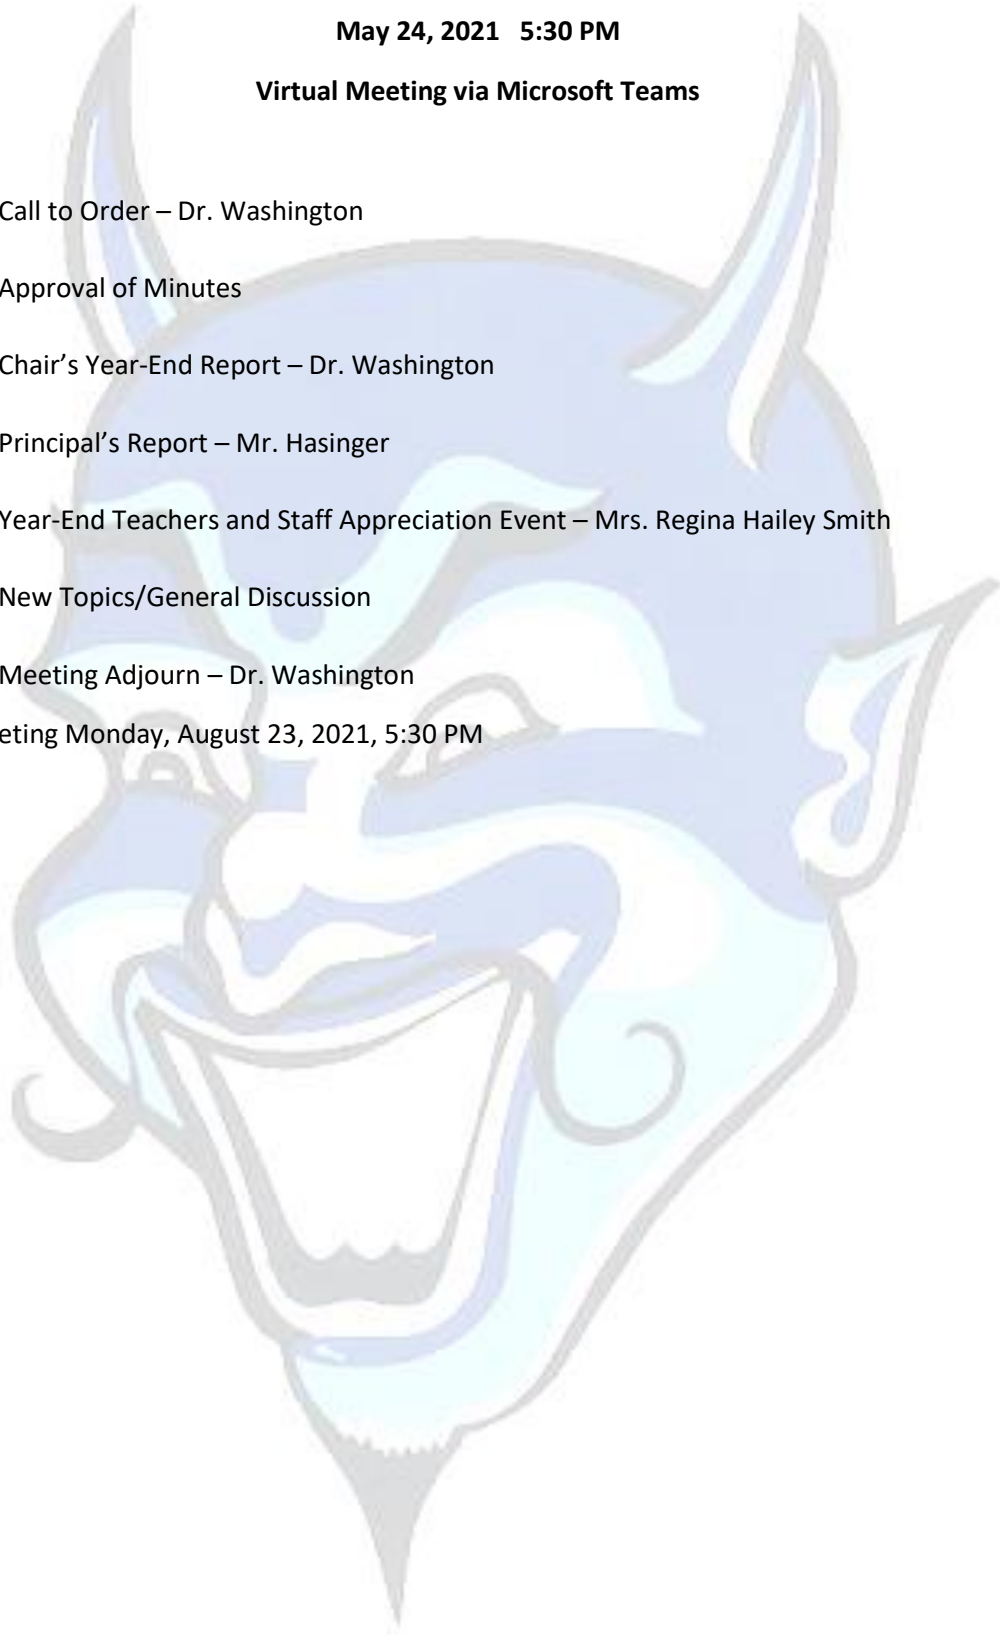 May 24, 2021 5:30 PM
Virtual Meeting via Microsoft Teams
Call to Order – Dr. Washington
Approval of Minutes
Chair’s Year-End Report – Dr. Washington
Principal’s Report – Mr. Hasinger
Year-End Teachers and Staff Appreciation Event – Mrs. Regina Hailey Smith
New Topics/General Discussion
Meeting Adjourn – Dr. Washington
eting Monday, August 23, 2021, 5:30 PM